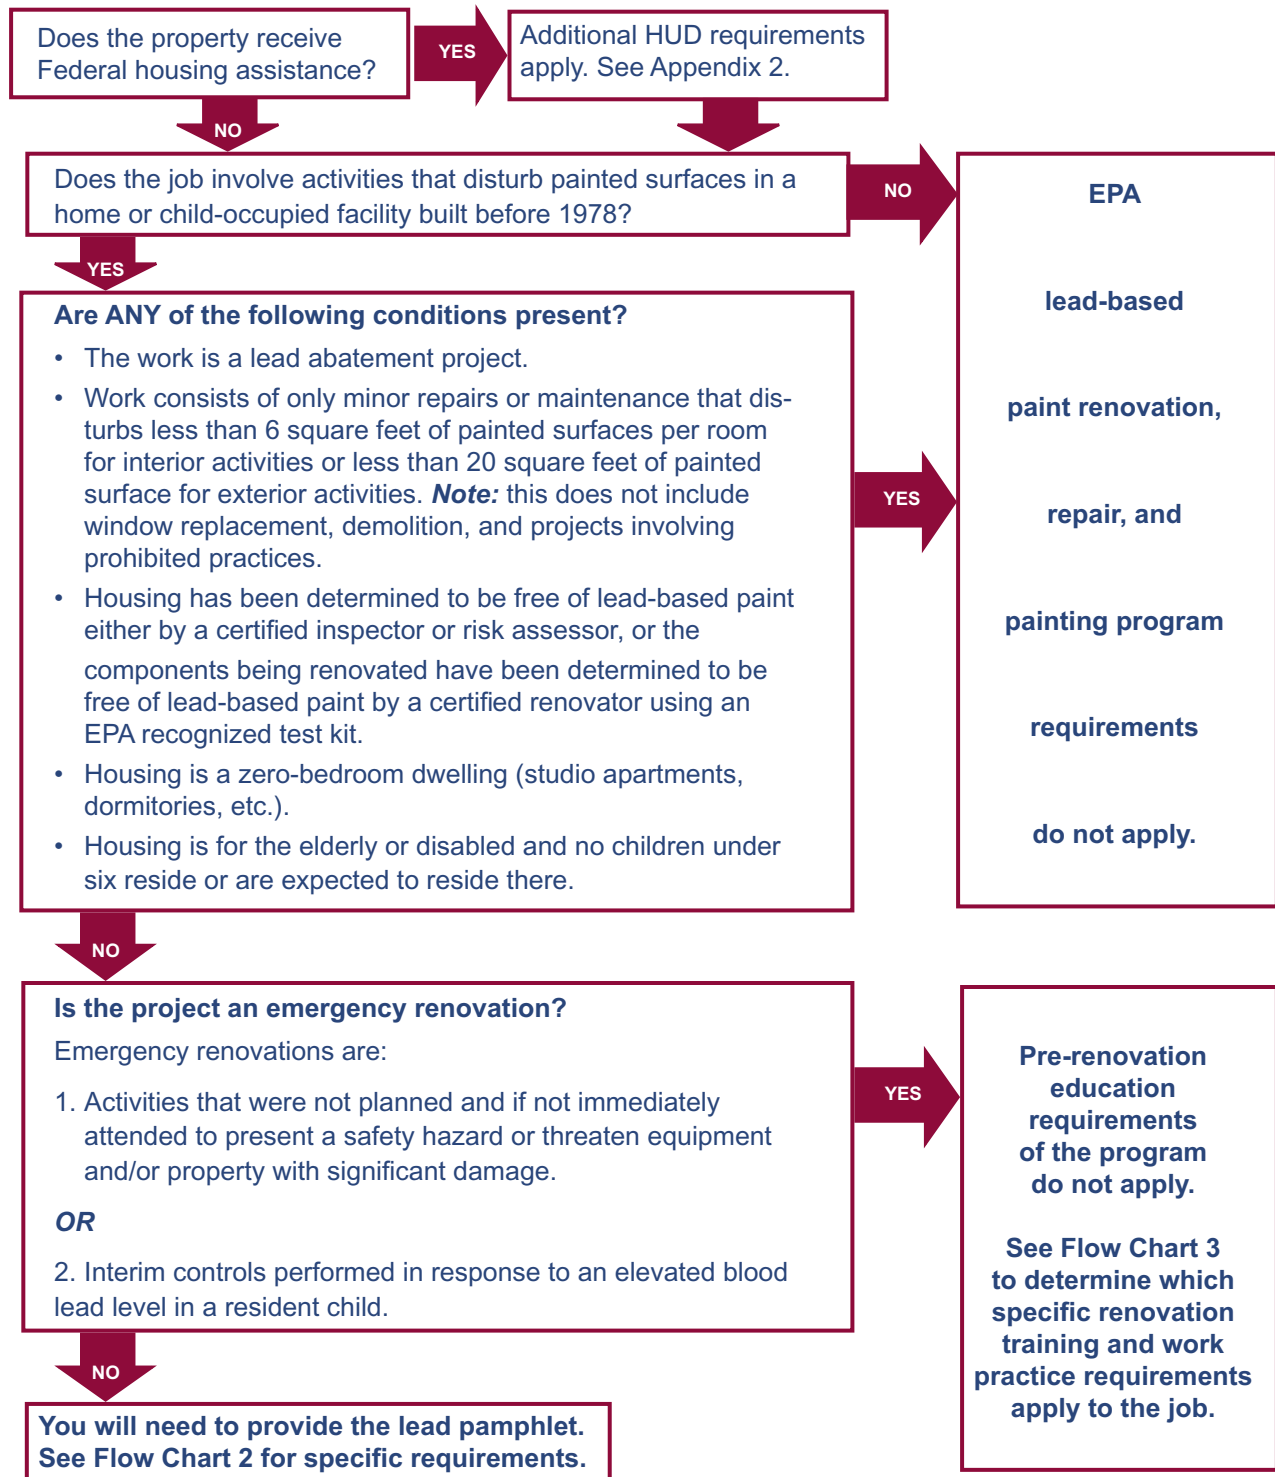 Does the property receive
Federal housing assistance?
YES
Additional HUD requirements
apply. See Appendix 2.
NO
Does the job involve activities that disturb painted surfaces in a
home or child-occupied facility built before 1978?
NO
YES
EPA
lead-based
paint renovation,
repair, and
painting program
requirements
do not apply.
Are ANY of the following conditions present?
• The work is a lead abatement project.
• Work consists of only minor repairs or maintenance that dis-
turbs less than 6 square feet of painted surfaces per room
for interior activities or less than 20 square feet of painted
surface for exterior activities. Note: this does not include
window replacement, demolition, and projects involving
prohibited practices.
• Housing has been determined to be free of lead-based paint
either by a certified inspector or risk assessor, or the
components being renovated have been determined to be
free of lead-based paint by a certified renovator using an
EPA recognized test kit.
• Housing is a zero-bedroom dwelling (studio apartments,
dormitories, etc.).
• Housing is for the elderly or disabled and no children under
six reside or are expected to reside there.
YES
NO
Is the project an emergency renovation?
Emergency renovations are:
1. Activities that were not planned and if not immediately
attended to present a safety hazard or threaten equipment
and/or property with significant damage.
OR
2. Interim controls performed in response to an elevated blood
lead level in a resident child.
YES
Pre-renovation
education
requirements
of the program
do not apply.
See Flow Chart 3
to determine which
specific renovation
training and work
practice requirements
apply to the job.
NO
You will need to provide the lead pamphlet.
See Flow Chart 2 for specific requirements.